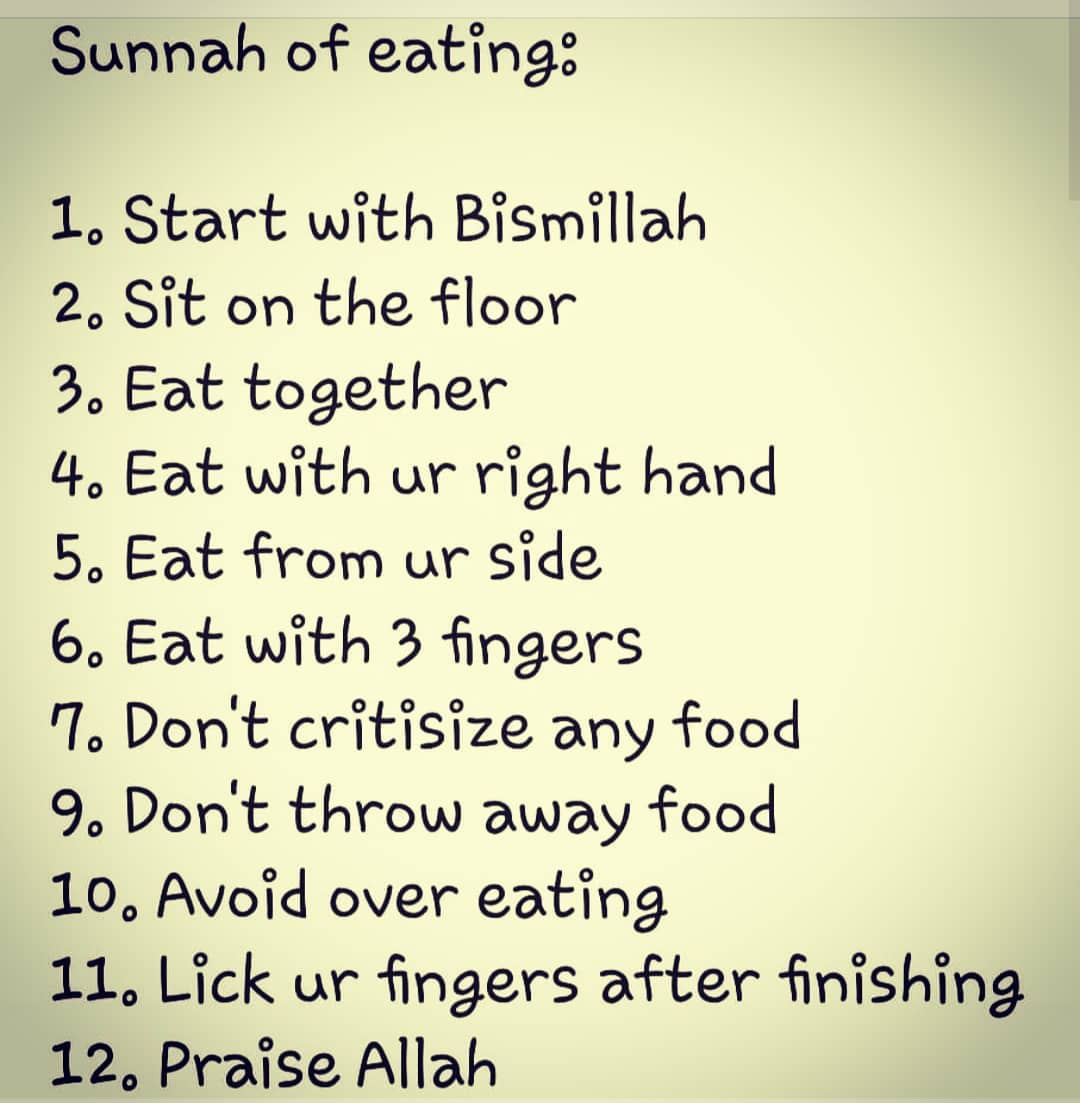 Sunnah of eating:
1. Start with Bismillah
2. Sit on the floor
3. Eat together
4. Eat with ur right hand
5. Eat from ur side
6. Eat with 3 fingers
7. Don't critisize any food
9. Don't throw away food
10. Avoid over eating
11. Lick ur fingers after finishing
12. Praise Allah